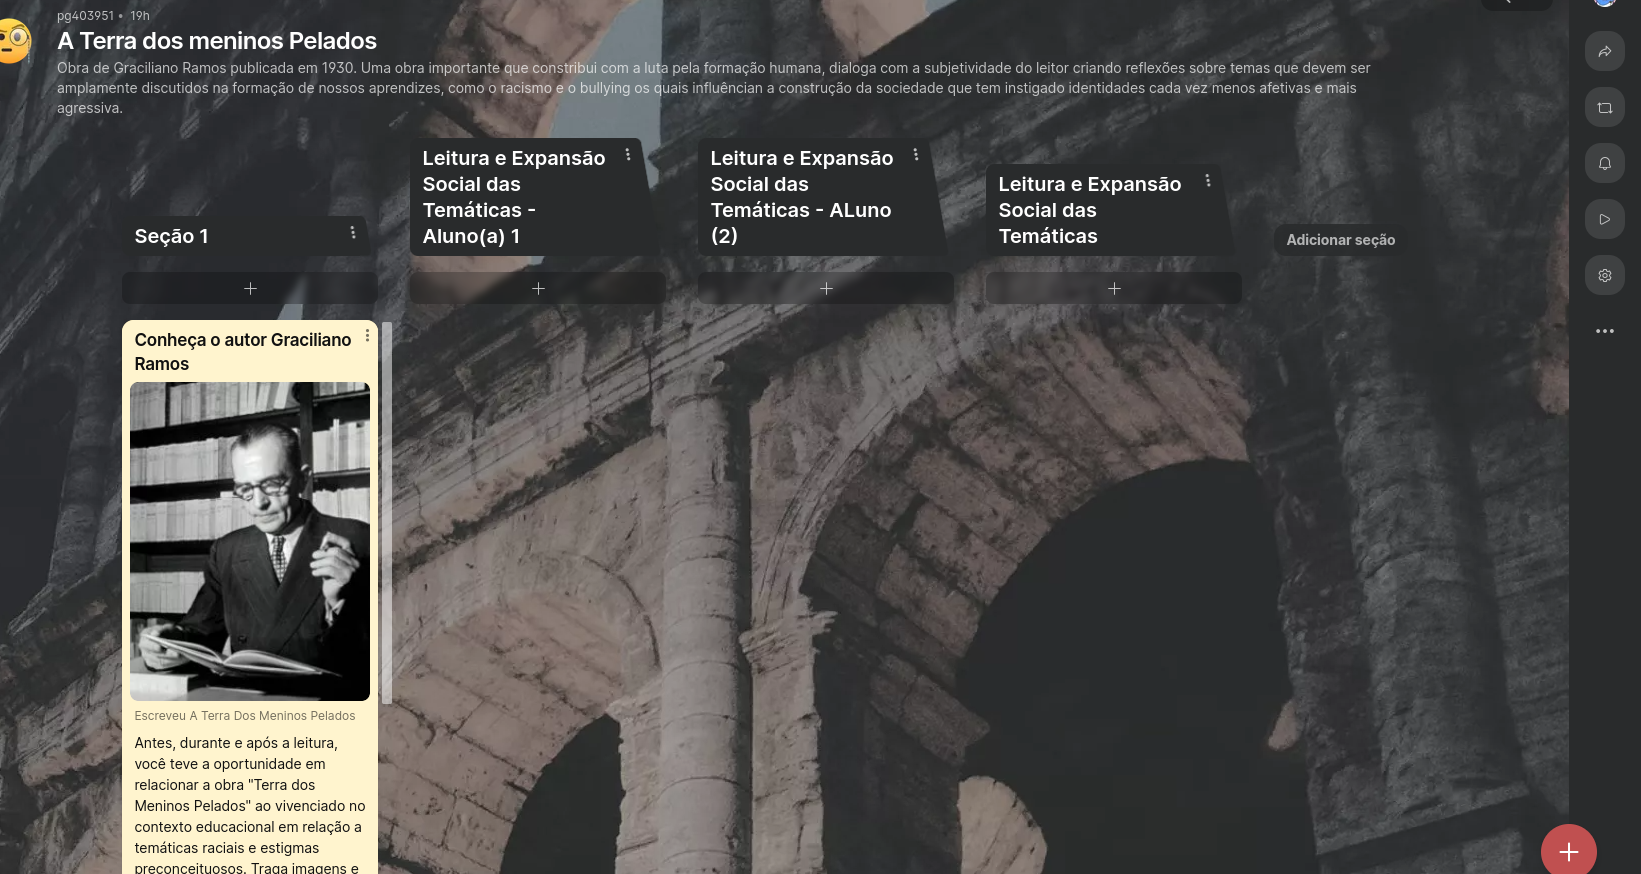 pg403951 • 19h
A Terra dos meninos Pelados
Obra de Graciliano Ramos publicada em 1930. Uma obra importante que constribui com a luta pela formação humana, dialoga com a subjetividade do leitor criando reflexões sobre temas que devem ser
amplamente discutidos na formação de nossos aprendizes, como o racismo e o bullying os quais influêncian a construção da sociedade que tem instigado identidades cada vez menos afetivas e mais
agressiva.
Seção 1
Leitura e Expansão
Social das
Temáticas -
Aluno(a) 1
Leitura e Expansão
Social das
Temáticas - ALuno
(2)
Leitura e Expansão
Social das
Temáticas
Adicionar seção
Conheça o autor Graciliano
Ramos
Escreveu A Terra Dos Meninos Pelados
Antes, durante e após a leitura,
você teve a oportunidade em
relacionar a obra "Terra dos
Meninos Pelados" ao vivenciado no
contexto educacional em relação a
temáticas raciais e estigmas
preconceituosos. Traga imagens e